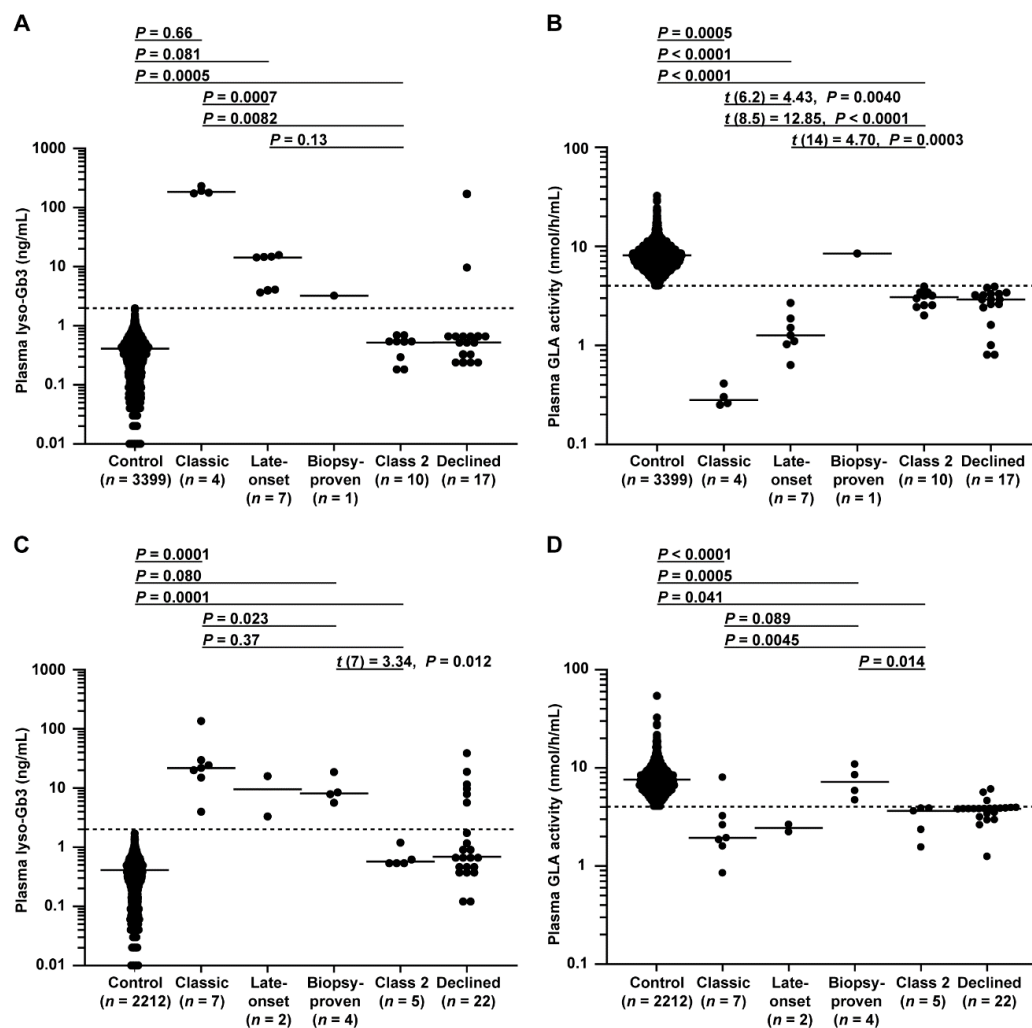 A
P = 0.66
P = 0.081
P = 0.0005
P = 0.0007
P = 0.0082
P = 0.13
Plasma lyso-Gb3 (ng/mL)
1000
100
10
1
0.1
0.01
Control
(n = 3399)
Classic
(n = 4)
Late-
onset
(n = 7)
Biopsy-
proven
(n = 1)
Class 2
(n = 10)
Declined
(n = 17)
B
P = 0.0005
P < 0.0001
P < 0.0001
t (6.2) = 4.43, P = 0.0040
t (8.5) = 12.85, P < 0.0001
t (14) = 4.70, P = 0.0003
Plasma GLA activity (nmol/h/mL)
100
10
1
0.1
Control
(n = 3399)
Classic
(n = 4)
Late-
onset
(n = 7)
Biopsy-
proven
(n = 1)
Class 2
(n = 10)
Declined
(n = 17)
C
P = 0.0001
P = 0.080
P = 0.0001
P = 0.023
P = 0.37
t (7) = 3.34, P = 0.012
Plasma lyso-Gb3 (ng/mL)
1000
100
10
1
0.1
0.01
Control
(n = 2212)
Classic
(n = 7)
Late-
onset
(n = 2)
Biopsy-
proven
(n = 4)
Class 2
(n = 5)
Declined
(n = 22)
D
P < 0.0001
P = 0.0005
P = 0.041
P = 0.089
P = 0.0045
P = 0.014
Plasma GLA activity (nmol/h/mL)
100
10
1
0.1
Control
(n = 2212)
Classic
(n = 7)
Late-
onset
(n = 2)
Biopsy-
proven
(n = 4)
Class 2
(n = 5)
Declined
(n = 22)